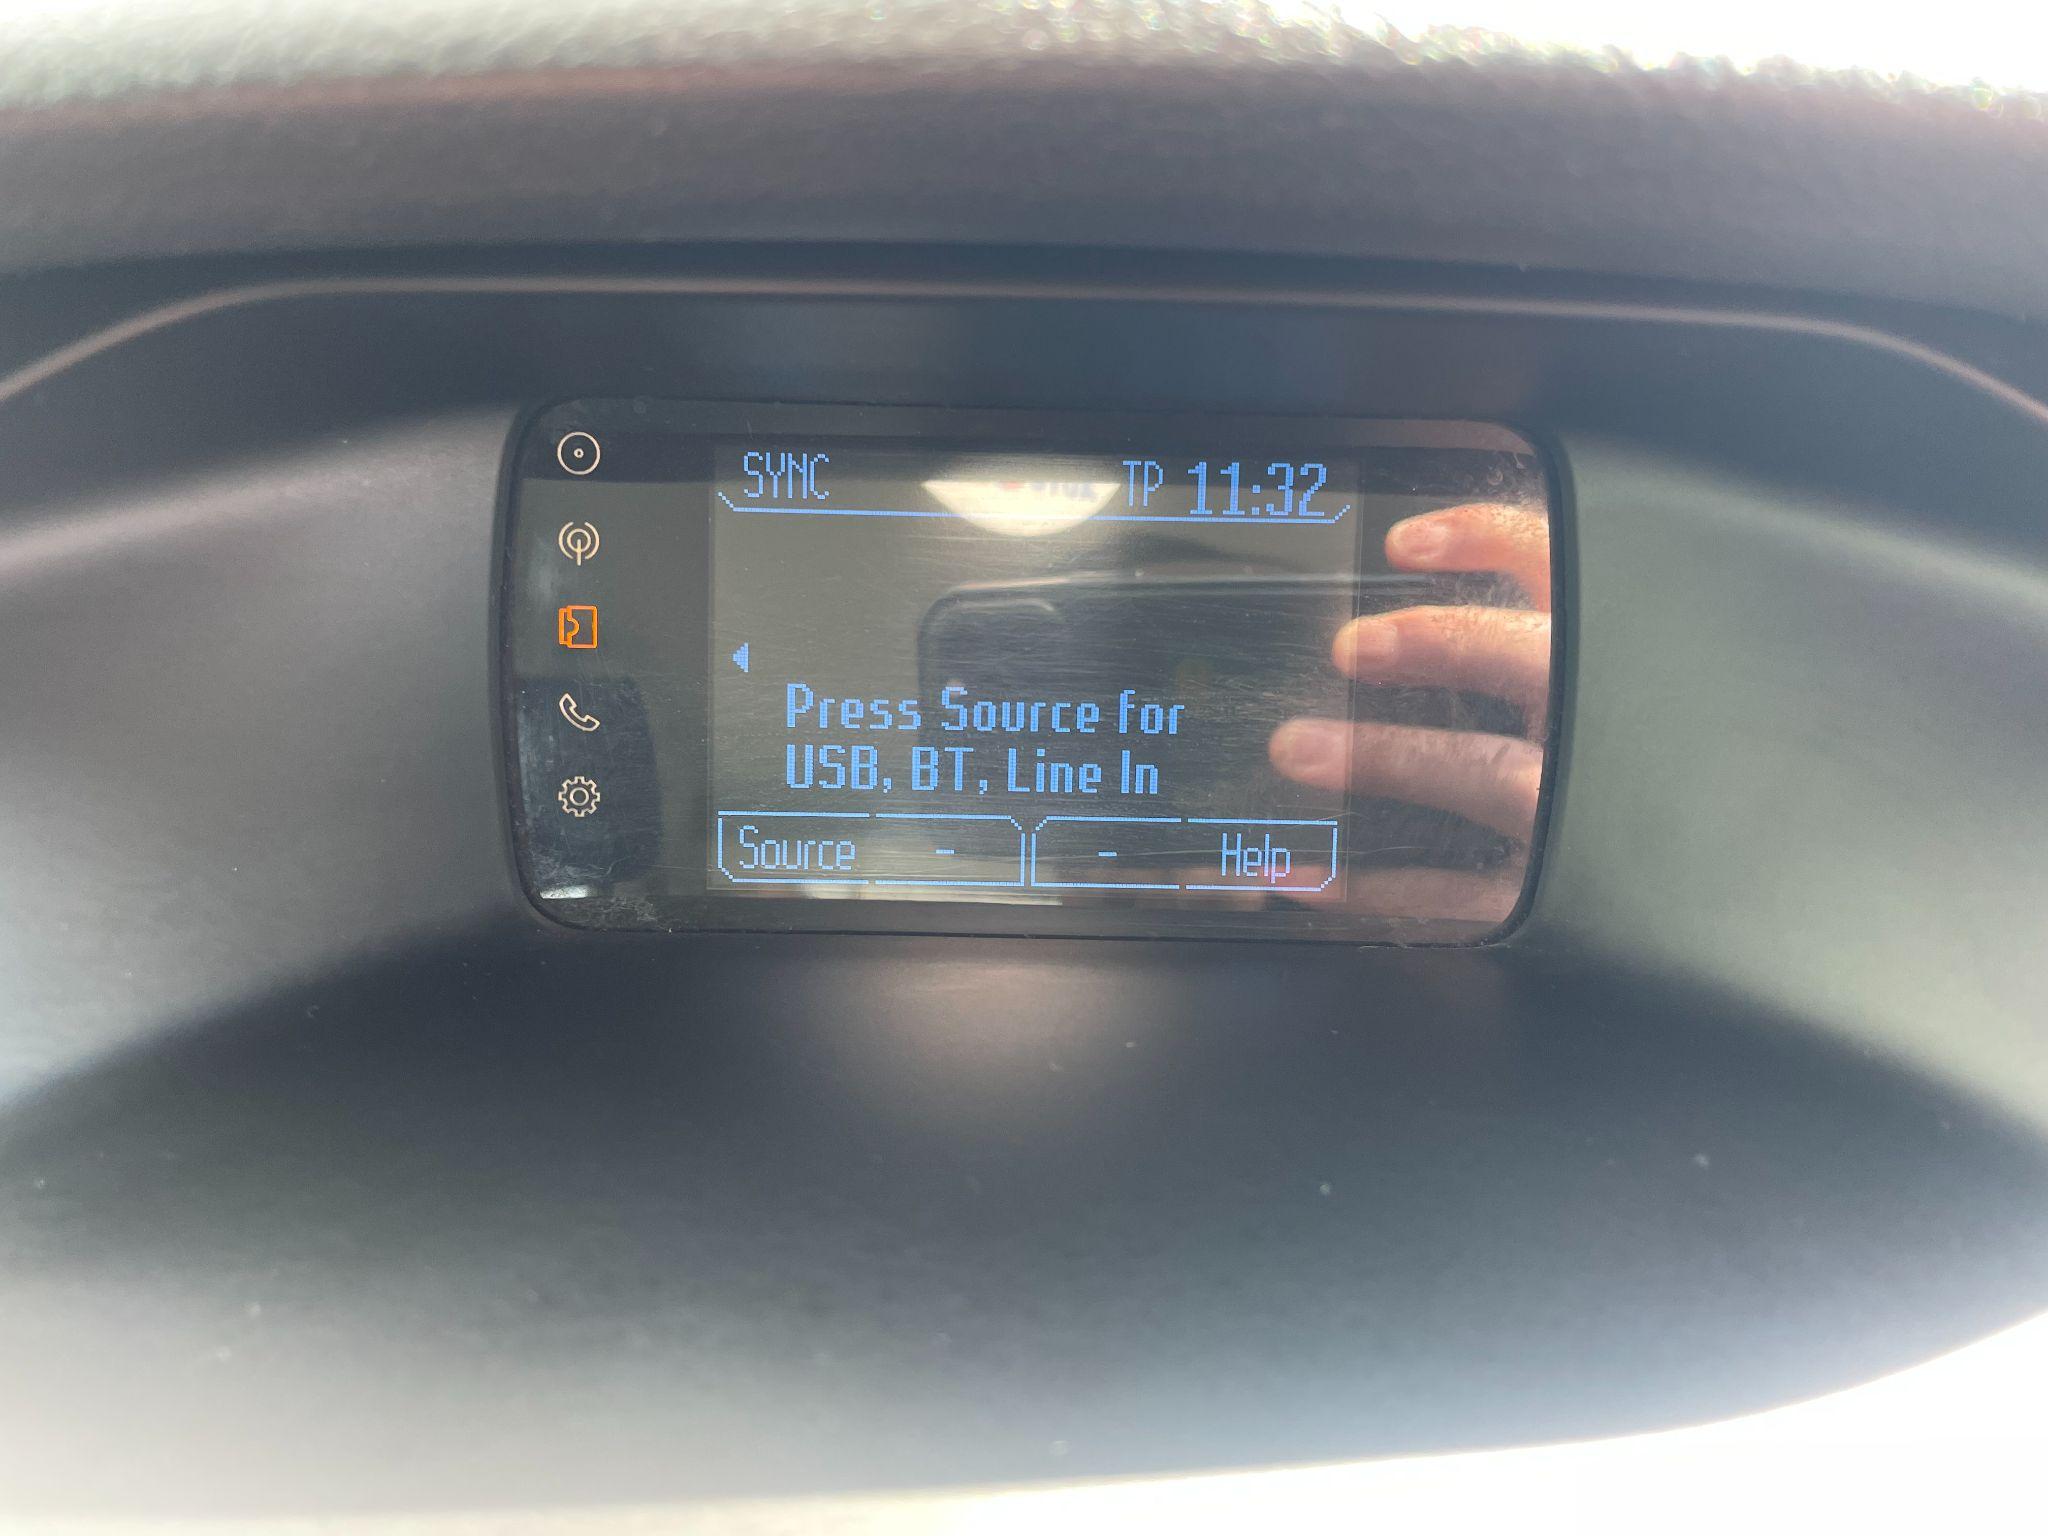 SYNC TP 11:32
Press Source for
USB, BT, Line In
Source - - Help